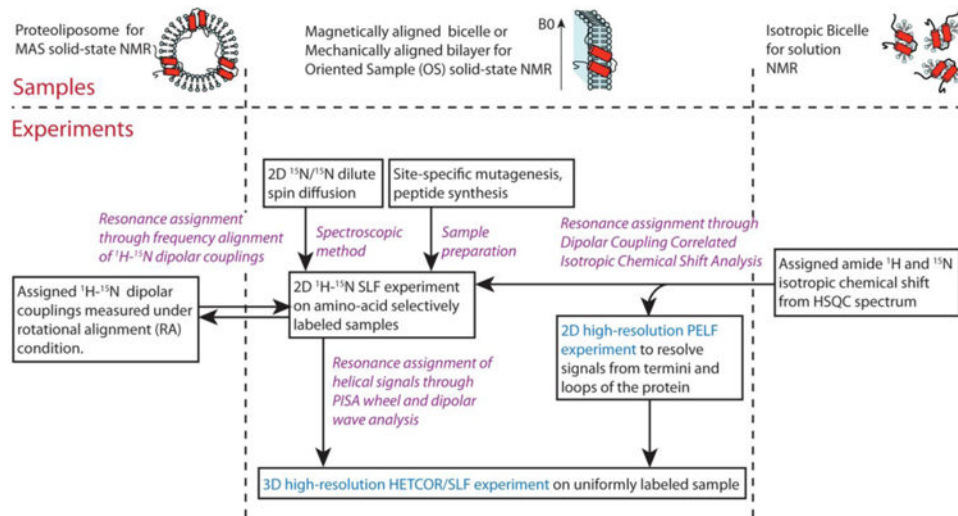 Proteoliposome for
MAS solid-state NMR
Magnetically aligned bicelle or
Mechanically aligned bilayer for
Oriented Sample (OS) solid-state NMR
B0
Isotropic Bicelle
for solution
NMR
Samples
Experiments
2D ¹⁵N/¹⁵N dilute
spin diffusion
Site-specific mutagenesis,
peptide synthesis
Resonance assignment
through frequency alignment
of ¹H-¹⁵N dipolar couplings
Spectroscopic
method
Sample
preparation
Resonance assignment through
Dipolar Coupling Correlated
Isotropic Chemical Shift Analysis
Assigned ¹H-¹⁵N dipolar
couplings measured under
rotational alignment (RA)
condition.
2D ¹H-¹⁵N SLF experiment
on amino-acid selectively
labeled samples
Assigned amide ¹H and ¹⁵N
isotropic chemical shift
from HSQC spectrum
2D high-resolution PELF
experiment to resolve
signals from termini and
loops of the protein
Resonance assignment of
helical signals through
PISA wheel and dipolar
wave analysis
3D high-resolution HETCOR/SLF experiment on uniformly labeled sample